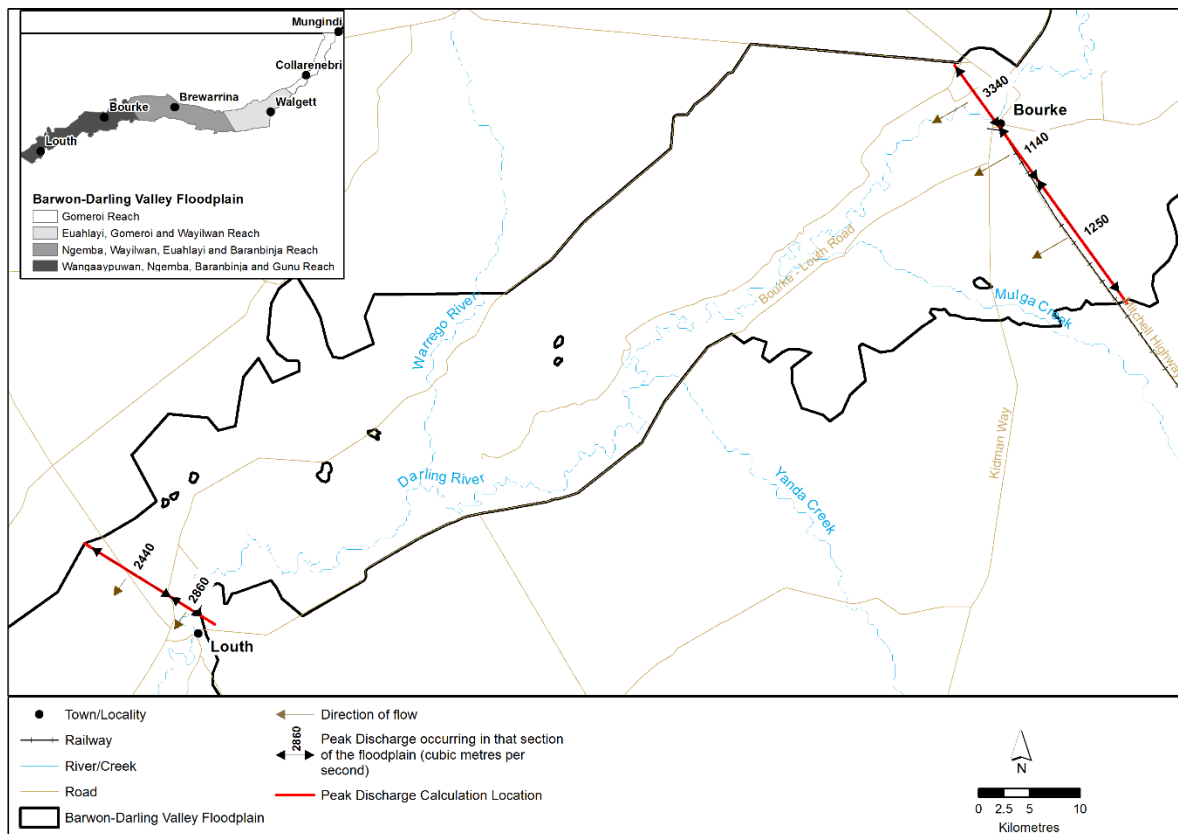 Mungindi
Collarenebri
Brewarrina
Bourke
Walgett
Louth
Barwon-Darling Valley Floodplain
Gomeroi Reach
Euahlayi, Gomeroi and Wayilwan Reach
Ngemba, Wayilwan, Euahlayi and Baranbinja Reach
Wangaaypuwan, Ngemba, Baranbinja and Gunu Reach
3340
Bourke
1140
1250
Bourke - Louth Road
Warrego River
Mulga Creek
Mitchell Highway
Kidman Way
Darling River
Yanda Creek
2440
2860
Louth
Town/Locality
Railway
River/Creek
Road
Barwon-Darling Valley Floodplain
Direction of flow
2860
Peak Discharge occurring in that section
of the floodplain (cubic metres per
second)
Peak Discharge Calculation Location
N
0 2.5 5 10
Kilometres